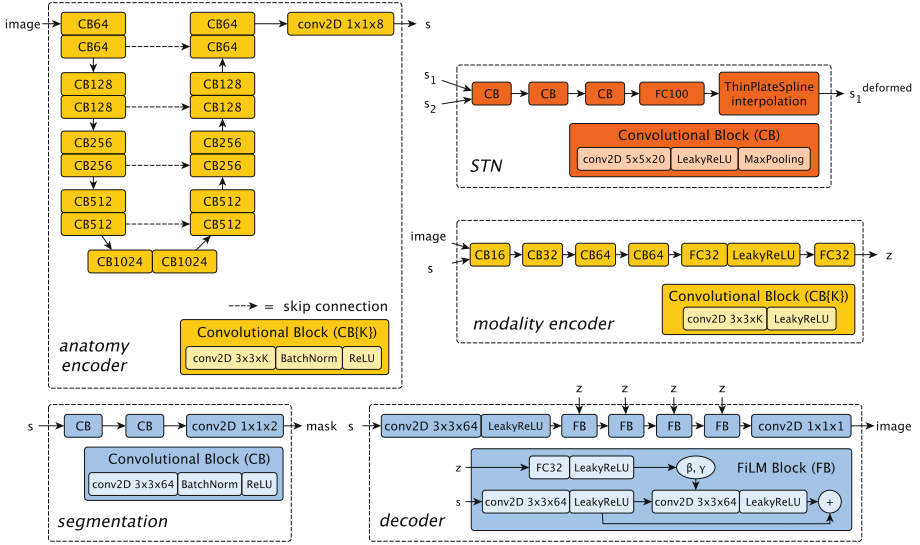 image
CB64
CB64
CB128
CB128
CB256
CB256
CB512
CB512
CB1024
CB1024
CB64
CB64
CB128
CB128
CB256
CB256
CB512
CB512
conv2D 1x1x8
s
= skip connection
Convolutional Block (CB{K})
conv2D 3x3xK BatchNorm ReLU
anatomy
encoder
s1
s2
CB CB CB FC100 ThinPlateSpline
interpolation
s1 deformed
Convolutional Block (CB)
conv2D 5x5x20 LeakyReLU MaxPooling
STN
image
s
CB16 CB32 CB64 CB64 FC32 LeakyReLU FC32 z
Convolutional Block (CB{K})
conv2D 3x3xK LeakyReLU
modality encoder
s CB CB conv2D 1x1x2 mask
Convolutional Block (CB)
conv2D 3x3x64 BatchNorm ReLU
segmentation
z z z z
s conv2D 3x3x64 LeakyReLU FB FB FB FB conv2D 1x1x1 image
z FC32 LeakyReLU β, γ FiLM Block (FB)
s conv2D 3x3x64 LeakyReLU conv2D 3x3x64 LeakyReLU +
decoder